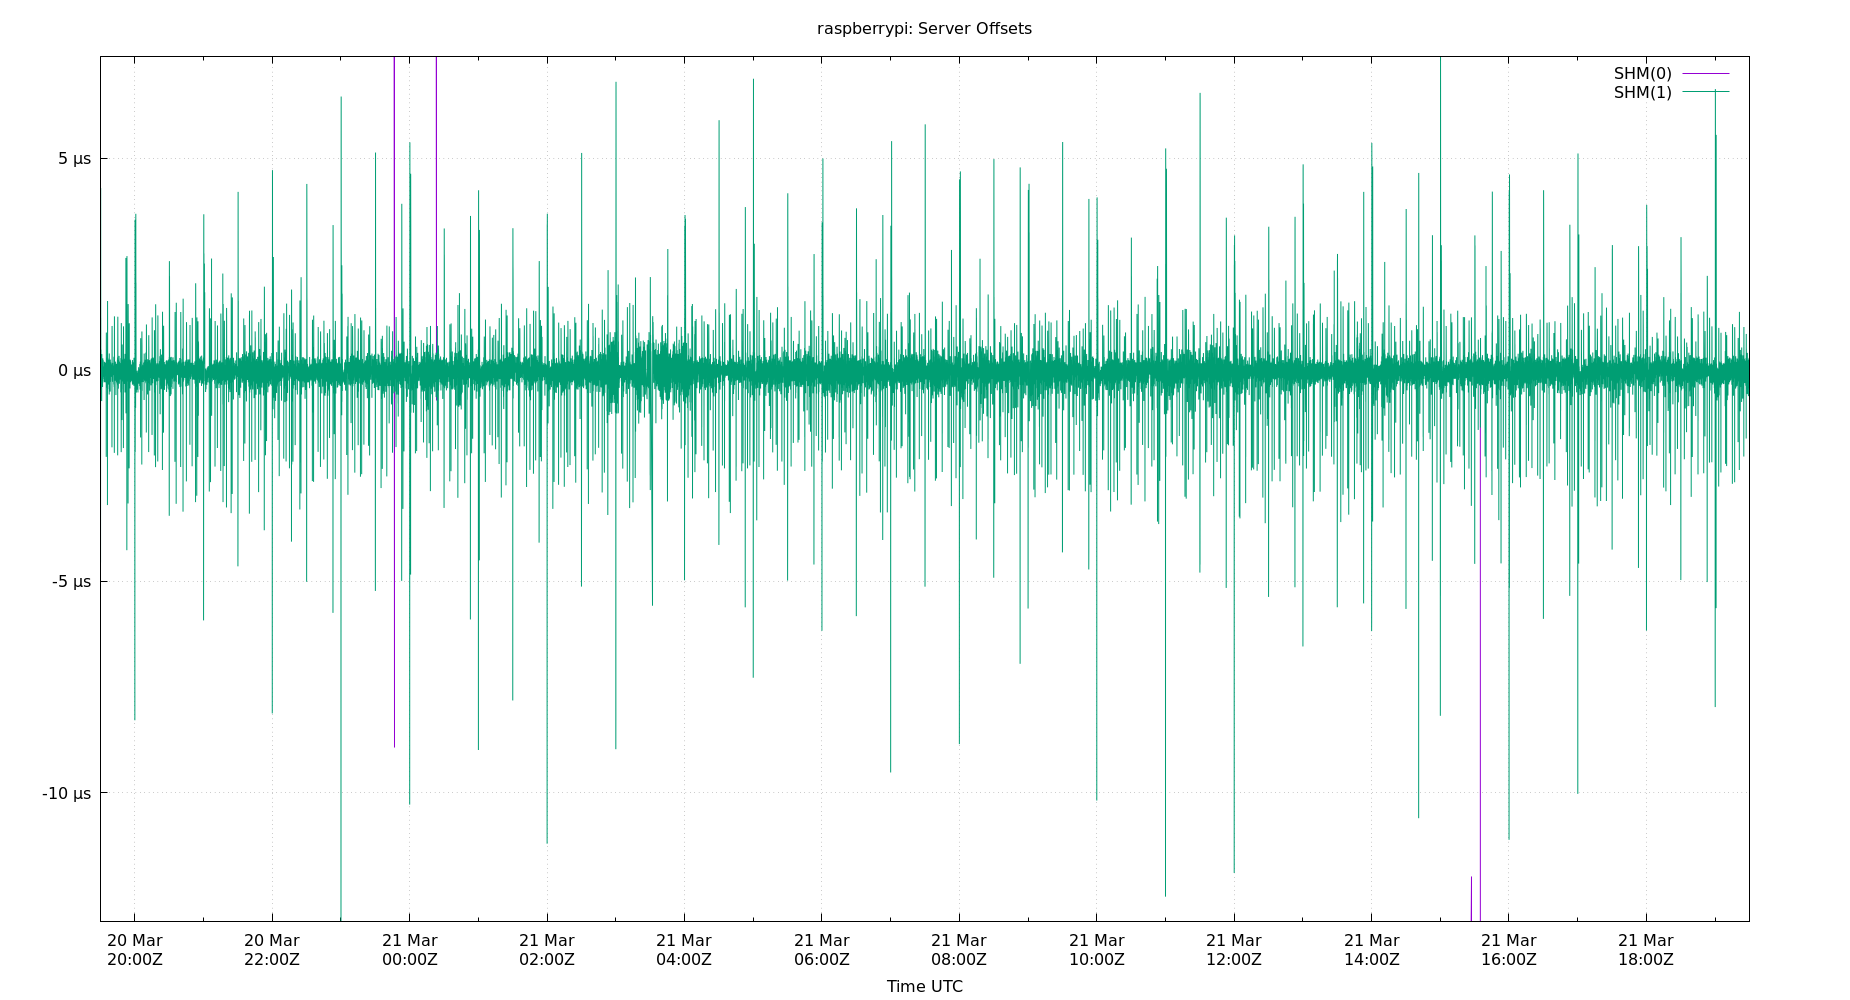 raspberrypi: Server Offsets
SHM(0)
SHM(1)
5 µs
0 µs
-5 µs
-10 µs
20 Mar 20 Mar 21 Mar 21 Mar 21 Mar 21 Mar 21 Mar 21 Mar 21 Mar 21 Mar 21 Mar 21 Mar
20:00Z 22:00Z 00:00Z 02:00Z 04:00Z 06:00Z 08:00Z 10:00Z 12:00Z 14:00Z 16:00Z 18:00Z
Time UTC